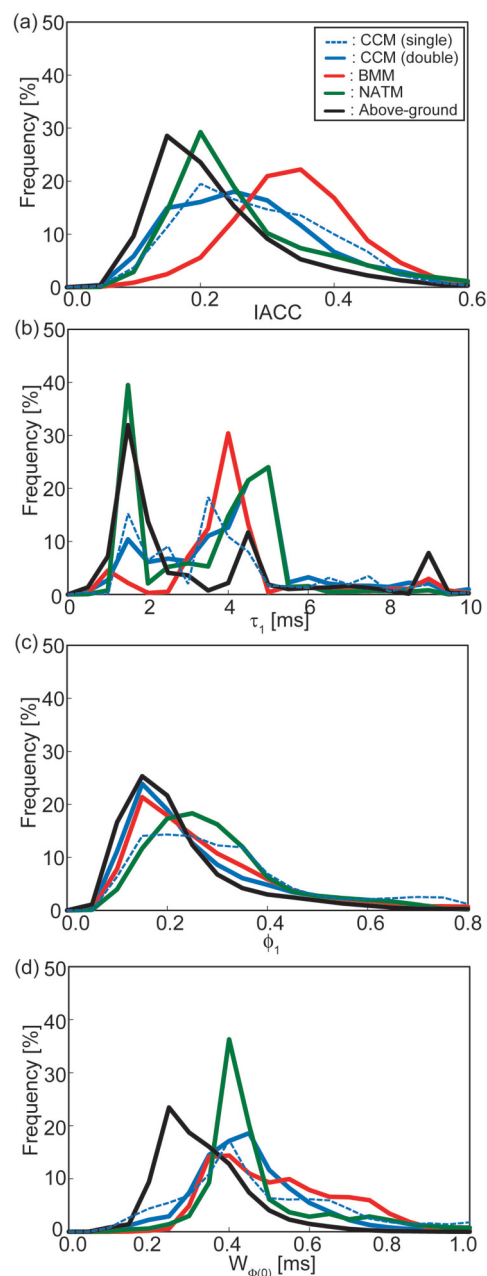 (a)
50
40
30
20
10
0
Frequency [%]
: CCM (single)
: CCM (double)
: BMM
: NATM
: Above-ground
0.0 0.2 0.4 0.6
IACC
(b)
50
40
30
20
10
0
Frequency [%]
0 2 4 6 8 10
τ1 [ms]
(c)
50
40
30
20
10
0
Frequency [%]
0.0 0.2 0.4 0.6 0.8
ϕ1
(d)
50
40
30
20
10
0
Frequency [%]
0.0 0.2 0.4 0.6 0.8 1.0
WΦ(0) [ms]